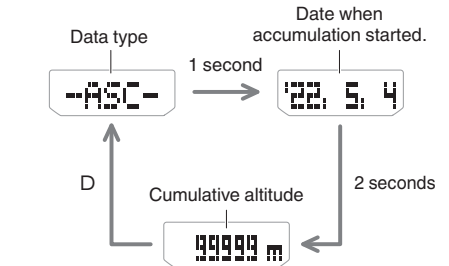 Date when
accumulation started.
Data type
1 second
--ASC-
'22. 5. 4
D
2 seconds
Cumulative altitude
99999 m